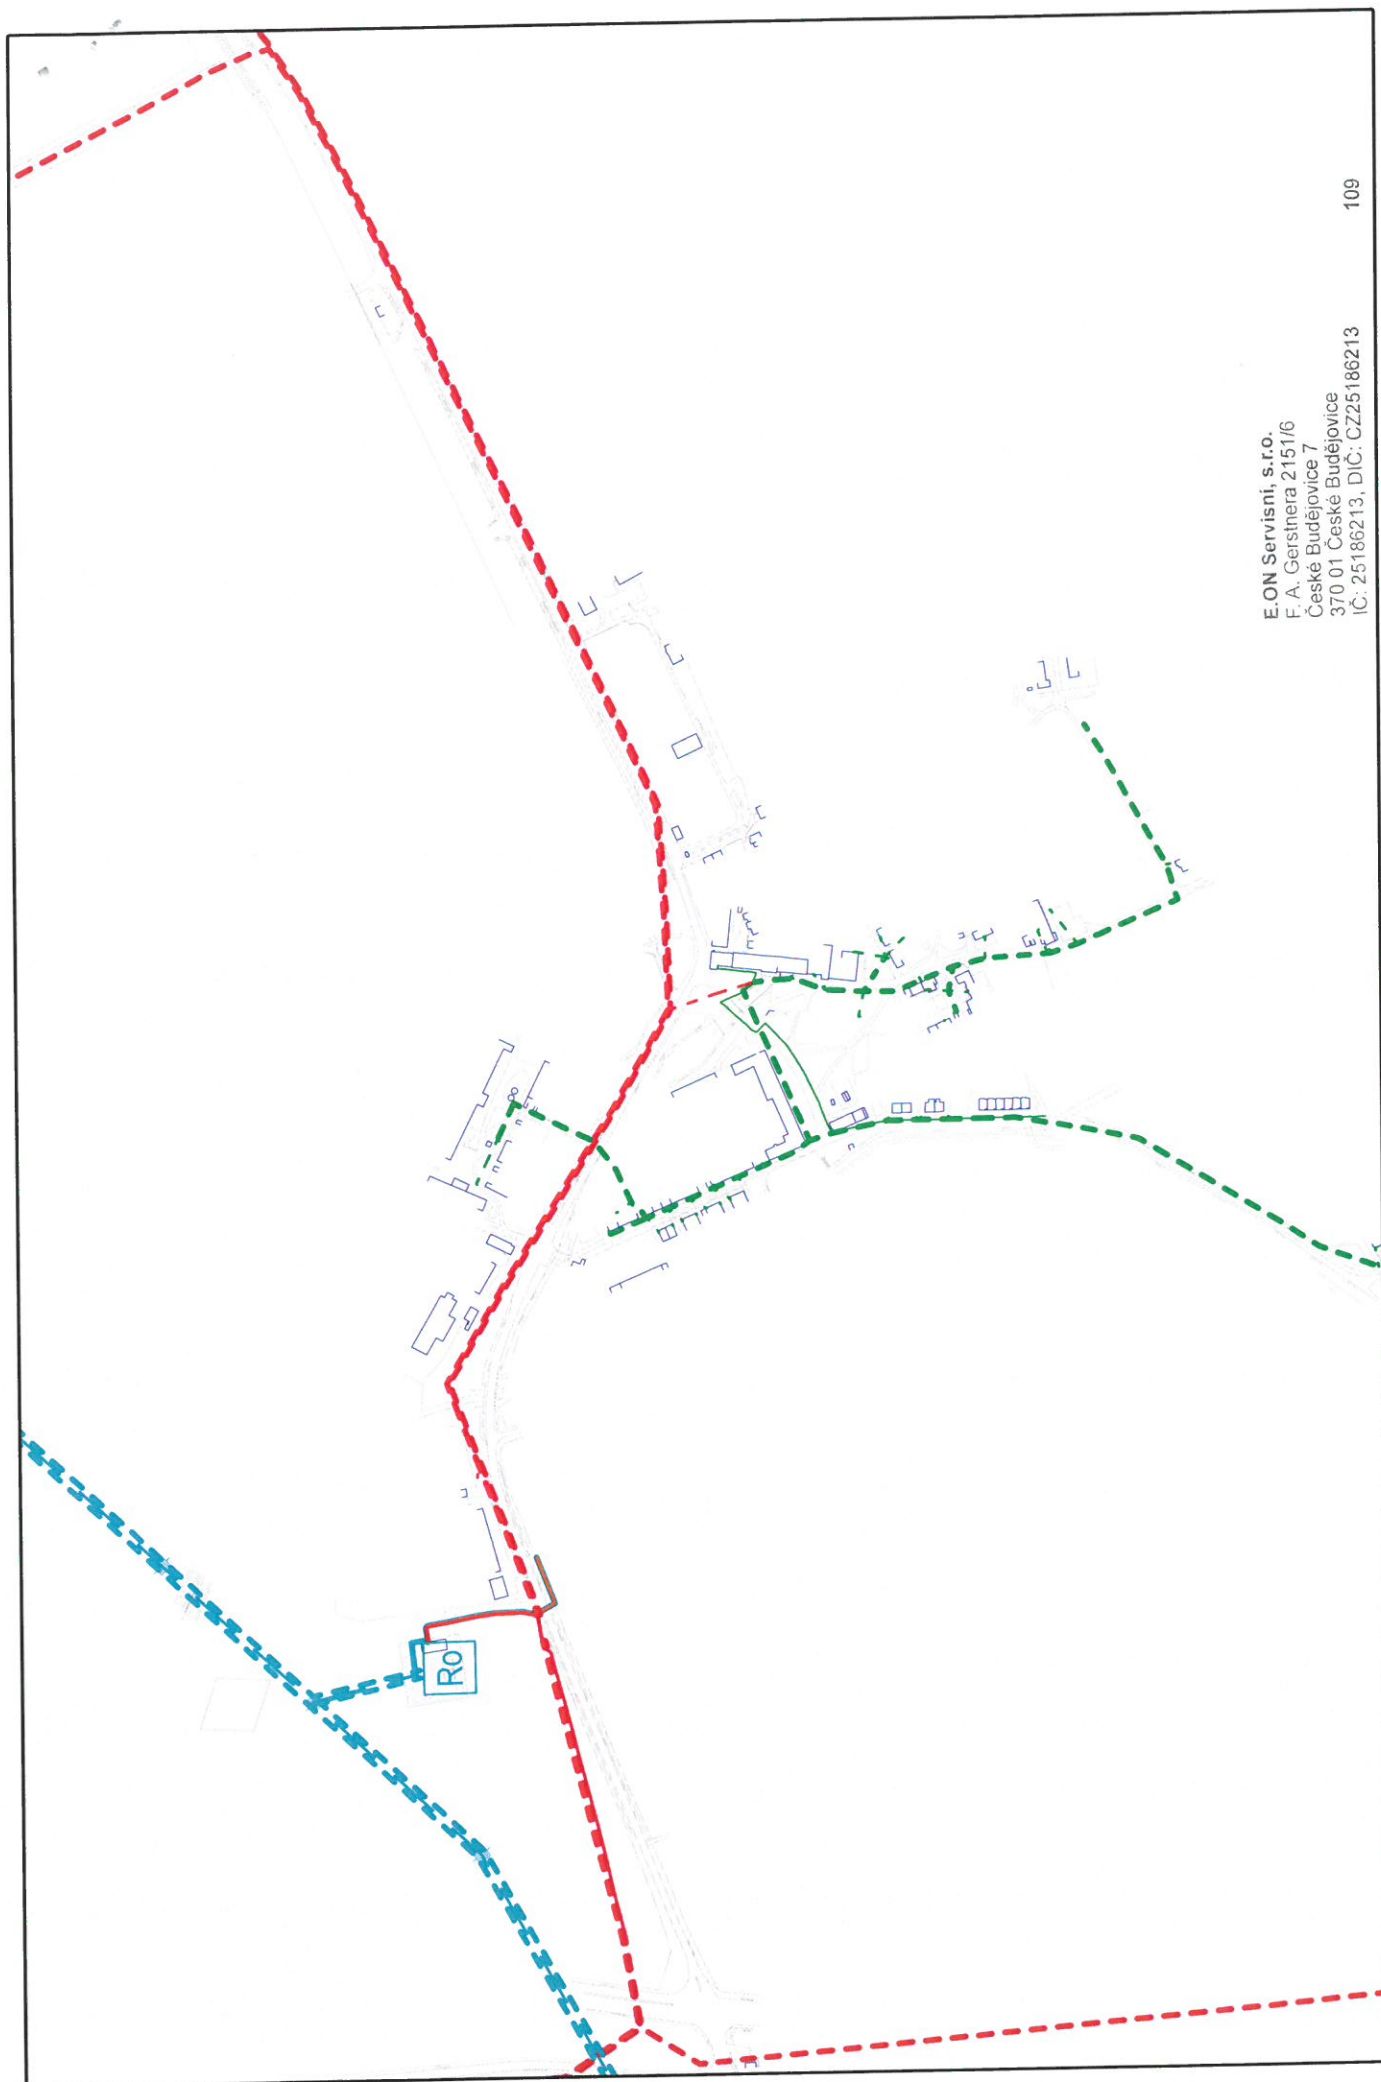 E.ON Servisní, s.r.o.
F. A. Gerstnera 2151/6
České Budějovice 7
370 01 České Budějovice
IČ: 25186213, DIČ: CZ25186213
109
Ro